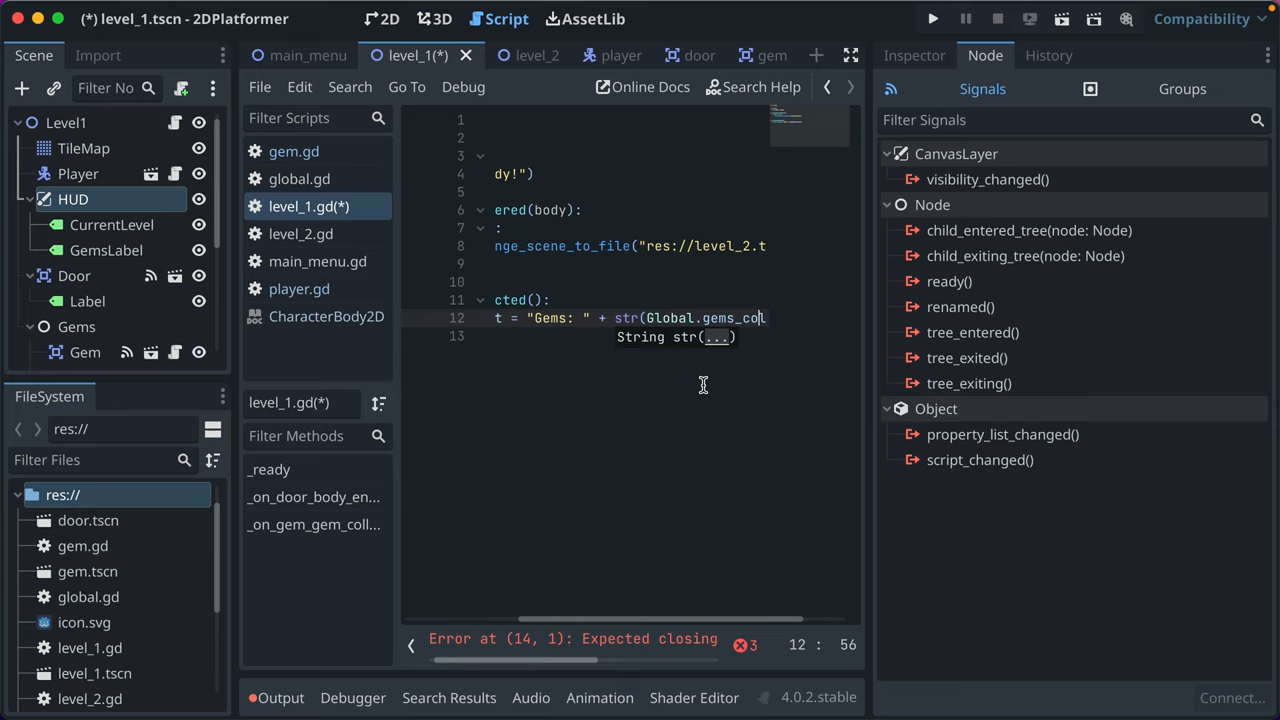 (*) level_1.tscn - 2DPlatformer
2D
3D
Script
AssetLib
Compatibility
Scene
Import
Filter No
Level1
TileMap
Player
HUD
CurrentLevel
GemsLabel
Door
Label
Gems
Gem
FileSystem
res://
Filter Files
res://
door.tscn
gem.gd
gem.tscn
global.gd
icon.svg
level_1.gd
level_1.tscn
level_2.gd
main_menu
level_1(*)
level_2
player
door
gem
File
Edit
Search
Go To
Debug
Online Docs
Search Help
Filter Scripts
gem.gd
global.gd
level_1.gd(*)
level_2.gd
main_menu.gd
player.gd
CharacterBody2D
level_1.gd(*)
Filter Methods
_ready
_on_door_body_en...
_on_gem_gem_coll...
1
2
3
4 dy!")
5
6 ered(body):
7 :
8 nge_scene_to_file("res://level_2.t
9
10
11 cted():
12 t = "Gems: " + str(Global.gems_col
13
String str(...)
Error at (14, 1): Expected closing
3
12 : 56
Output
Debugger
Search Results
Audio
Animation
Shader Editor
4.0.2.stable
Inspector
Node
History
Signals
Groups
Filter Signals
CanvasLayer
visibility_changed()
Node
child_entered_tree(node: Node)
child_exiting_tree(node: Node)
ready()
renamed()
tree_entered()
tree_exited()
tree_exiting()
Object
property_list_changed()
script_changed()
Connect...